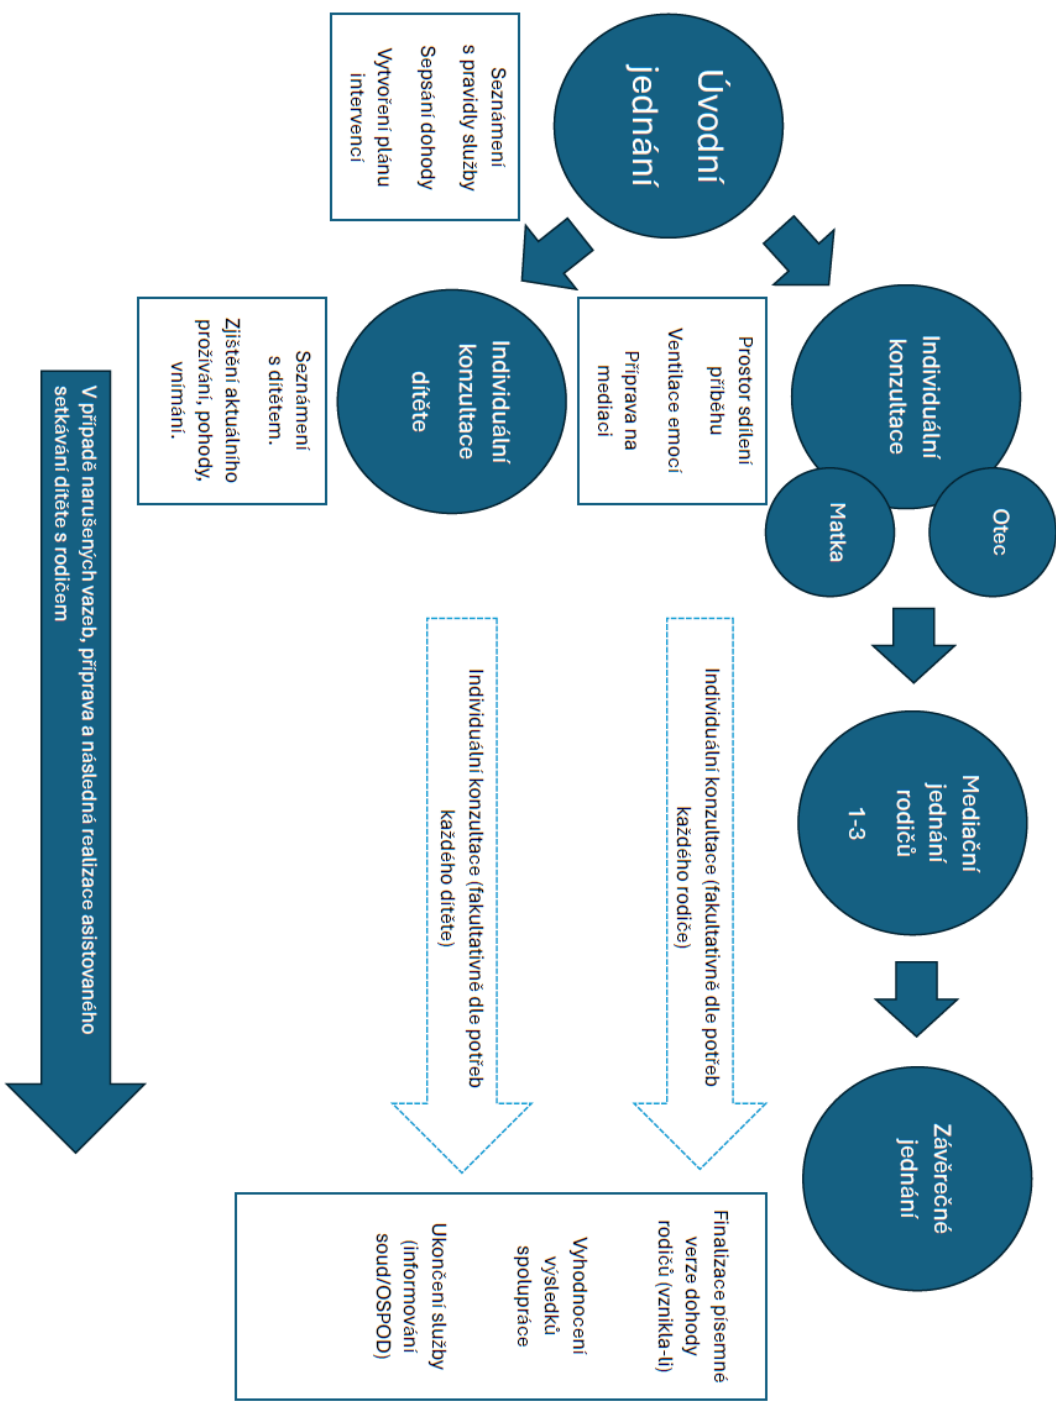 Úvodní
jednání
Seznámení
s pravidly služby
Sepsání dohody
Vytvoření plánu
intervencí
Individuální
konzultace
Otec
Matka
Prostor sdílení
příběhu
Ventilace emocí
Příprava na
mediaci
Individuální
konzultace
dítěte
Seznámení
s dítětem.
Zjištění aktuálního
prožívání, pohody,
vnímání.
Mediační
jednání
rodičů
1-3
Individuální konzultace (fakultativně dle potřeb
každého rodiče)
Individuální konzultace (fakultativně dle potřeb
každého dítěte)
Závěrečné
jednání
Finalizace písemné
verze dohody
rodičů (vznikla-li)
Vyhodnocení
výsledků
spolupráce
Ukončení služby
(informování
soud/OSPOD)
V případě narušených vazeb, příprava a následná realizace asistovaného
setkávání dítěte s rodičem